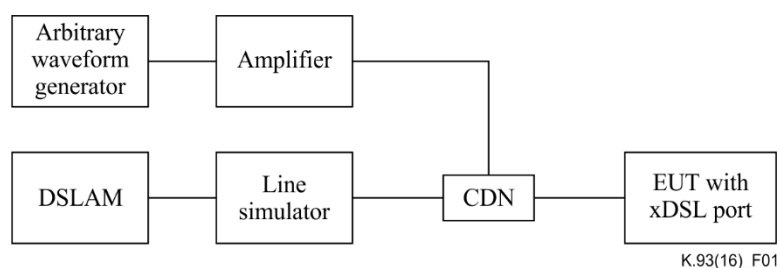 Arbitrary
waveform
generator
Amplifier
DSLAM
Line
simulator
CDN
EUT with
xDSL port
K.93(16)_F01